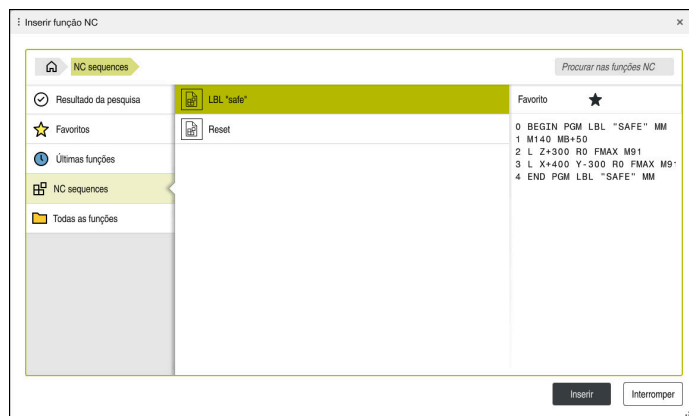 Inserir função NC
NC sequences
Procurar nas funções NC
Resultado da pesquisa
Favoritos
Últimas funções
NC sequences
Todas as funções
LBL "safe"
Reset
Favorito
0 BEGIN PGM LBL "SAFE" MM
1 M140 MB+50
2 L Z+300 R0 FMAX M91
3 L X+400 Y-300 R0 FMAX M9
4 END PGM LBL "SAFE" MM
Inserir
Interromper